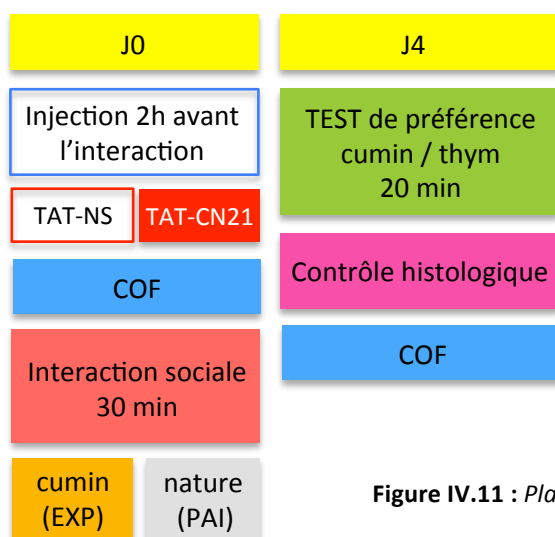 J0
Injection 2h avant
l’interaction
TAT-NS
TAT-CN21
COF
Interaction sociale
30 min
cumin
(EXP)
nature
(PAI)
J4
TEST de préférence
cumin / thym
20 min
Contrôle histologique
COF
Figure IV.11 : Pla